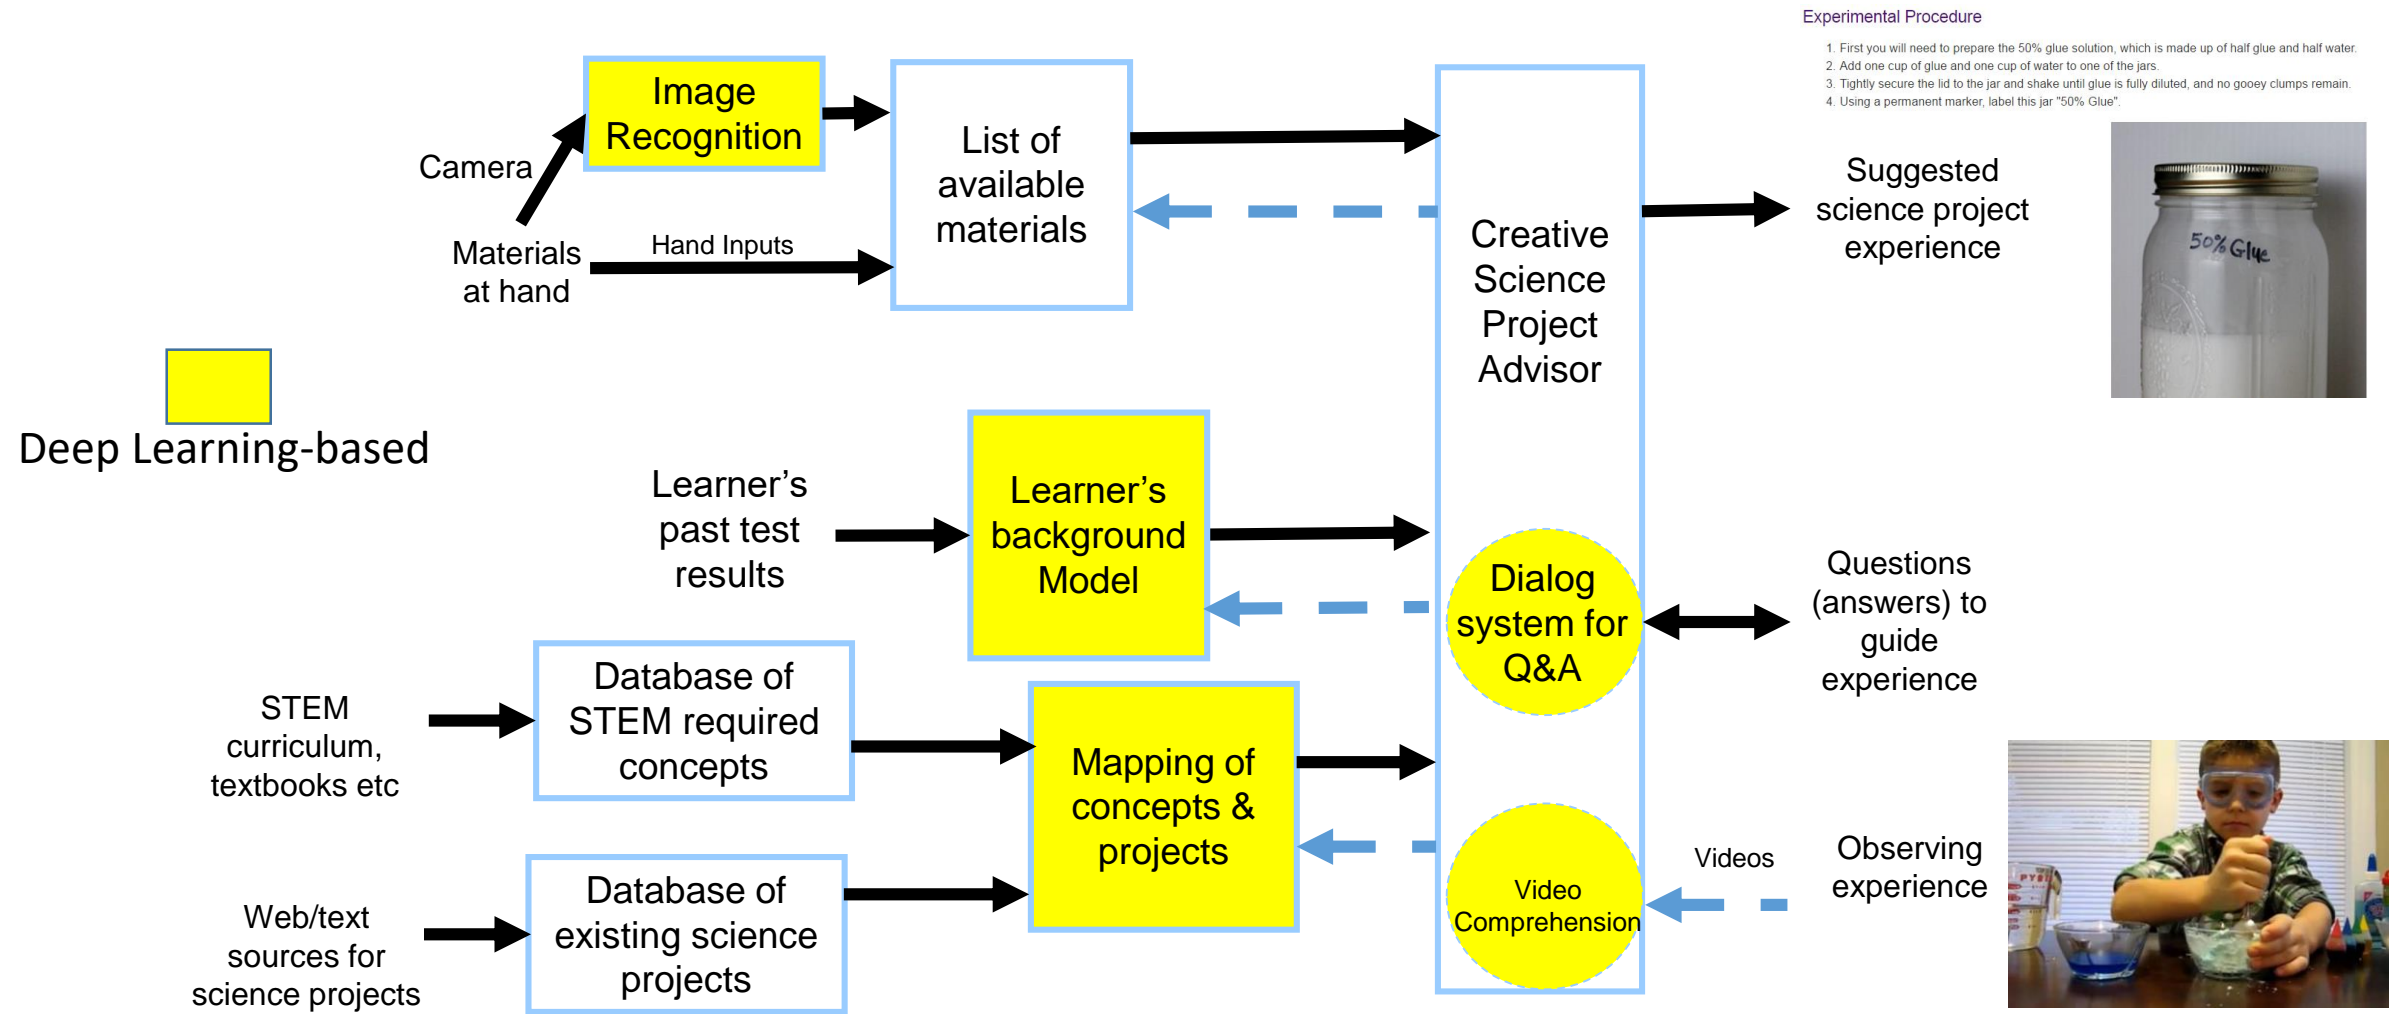 Experimental Procedure
1. First you will need to prepare the 50% glue solution, which is made up of half glue and half water.
2. Add one cup of glue and one cup of water to one of the jars.
3. Tightly secure the lid to the jar and shake until glue is fully diluted, and no gooey clumps remain.
4. Using a permanent marker, label this jar "50% Glue".
Image
Recognition
Camera
Materials
at hand
Hand Inputs
List of
available
materials
Creative
Science
Project
Advisor
Suggested
science project
experience
50% Glue
Deep Learning-based
Learner's
past test
results
Learner's
background
Model
Dialog
system for
Q&A
Questions
(answers) to
guide
experience
STEM
curriculum,
textbooks etc
Database of
STEM required
concepts
Mapping of
concepts &
projects
Web/text
sources for
science projects
Database of
existing science
projects
Video
Comprehension
Videos
Observing
experience